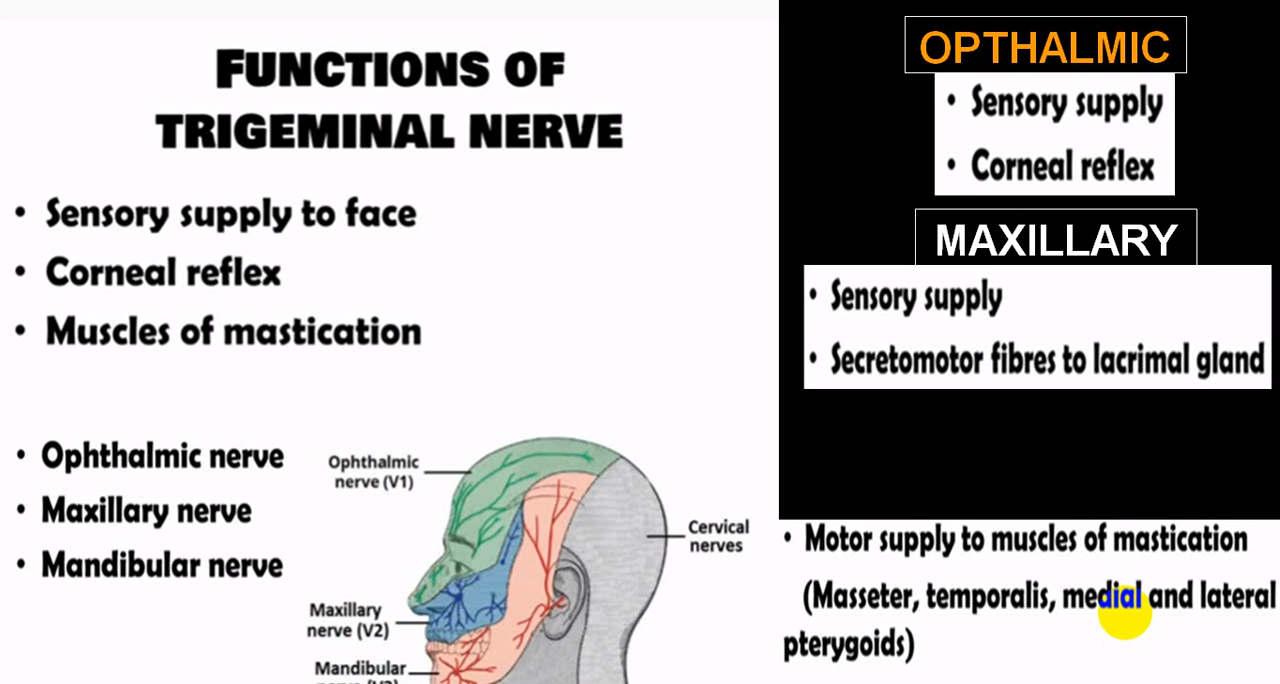 FUNCTIONS OF
TRIGEMINAL NERVE
• Sensory supply to face
• Corneal reflex
• Muscles of mastication
• Ophthalmic nerve
• Maxillary nerve
• Mandibular nerve
Ophthalmic
nerve (V1)
Cervical
nerves
Maxillary
nerve (V2)
Mandibular
OPTHALMIC
• Sensory supply
• Corneal reflex
MAXILLARY
• Sensory supply
• Secretomotor fibres to lacrimal gland
• Motor supply to muscles of mastication
(Masseter, temporalis, medial and lateral
pterygoids)